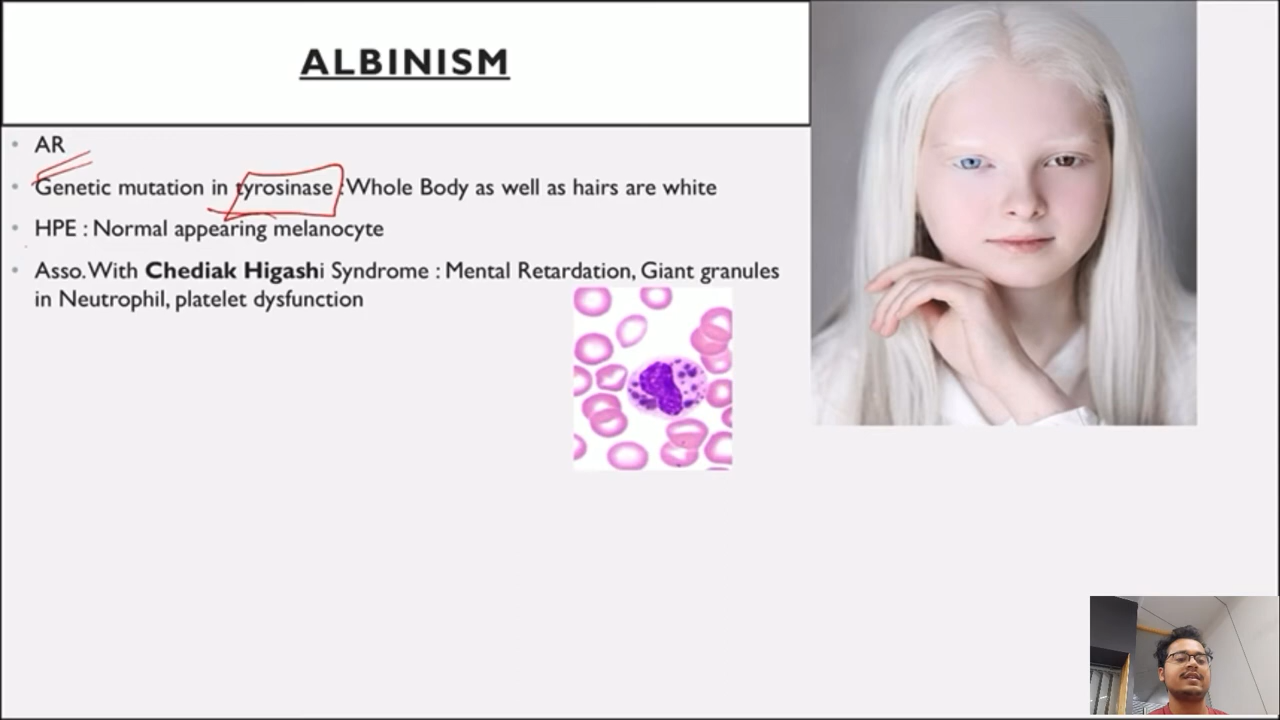 ALBINISM
• AR
• Genetic mutation in tyrosinase : Whole Body as well as hairs are white
• HPE : Normal appearing melanocyte
• Asso. With Chediak Higashi Syndrome : Mental Retardation, Giant granules
in Neutrophil, platelet dysfunction